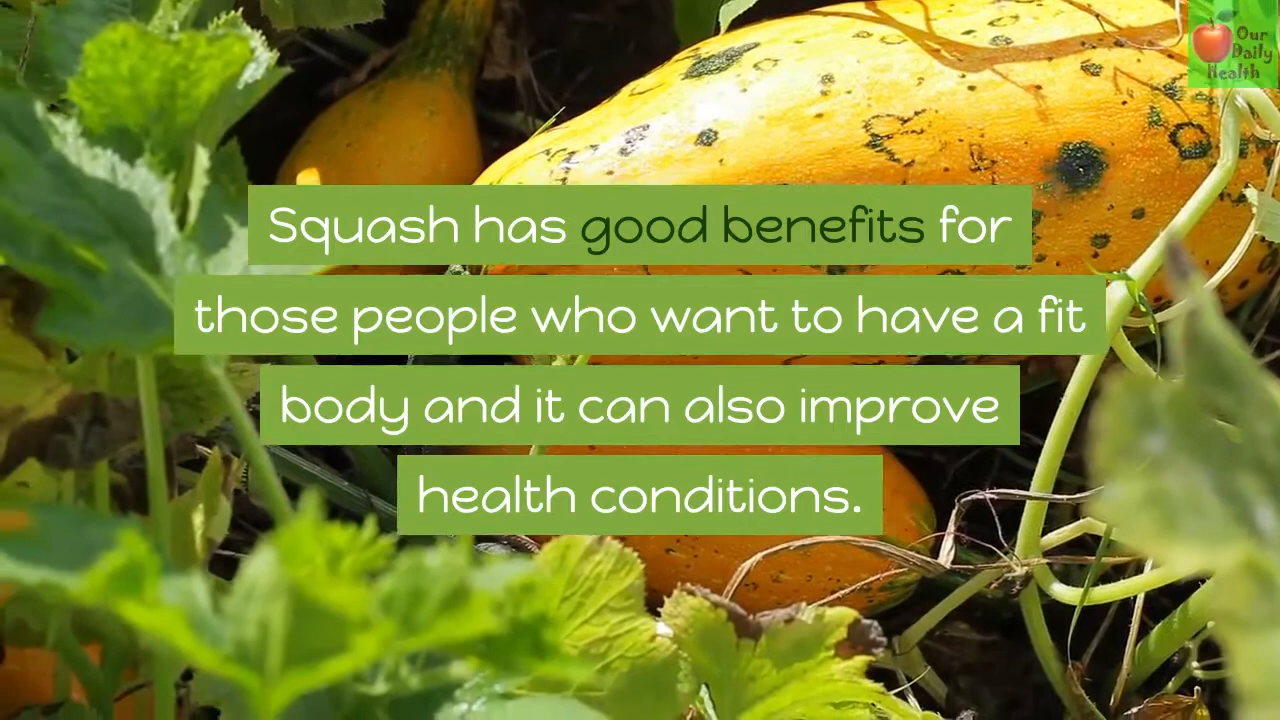 Our
Daily
Health
Squash has good benefits for
those people who want to have a fit
body and it can also improve
health conditions.